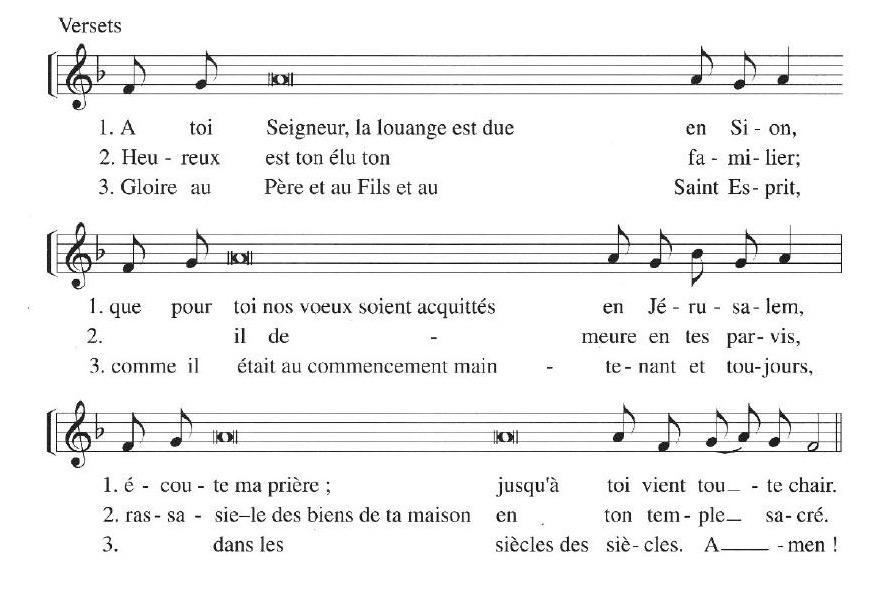 Versets
1. A toi Seigneur, la louange est due en Si - on,
2. Heu - reux est ton élu ton fa - mi - lier;
3. Gloire au Père et au Fils et au Saint Es - prit,
1. que pour toi nos voeux soient acquittés en Jé - ru - sa - lem,
2. il de - meure en tes par - vis,
3. comme il était au commencement main - te - nant et tou - jours,
1. é - cou - te ma prière ; jusqu'à toi vient tou_ - te chair.
2. ras - sa - sie–le des biens de ta maison en ton tem - ple_ sa - cré.
3. dans les siècles des siè - cles. A___ - men !